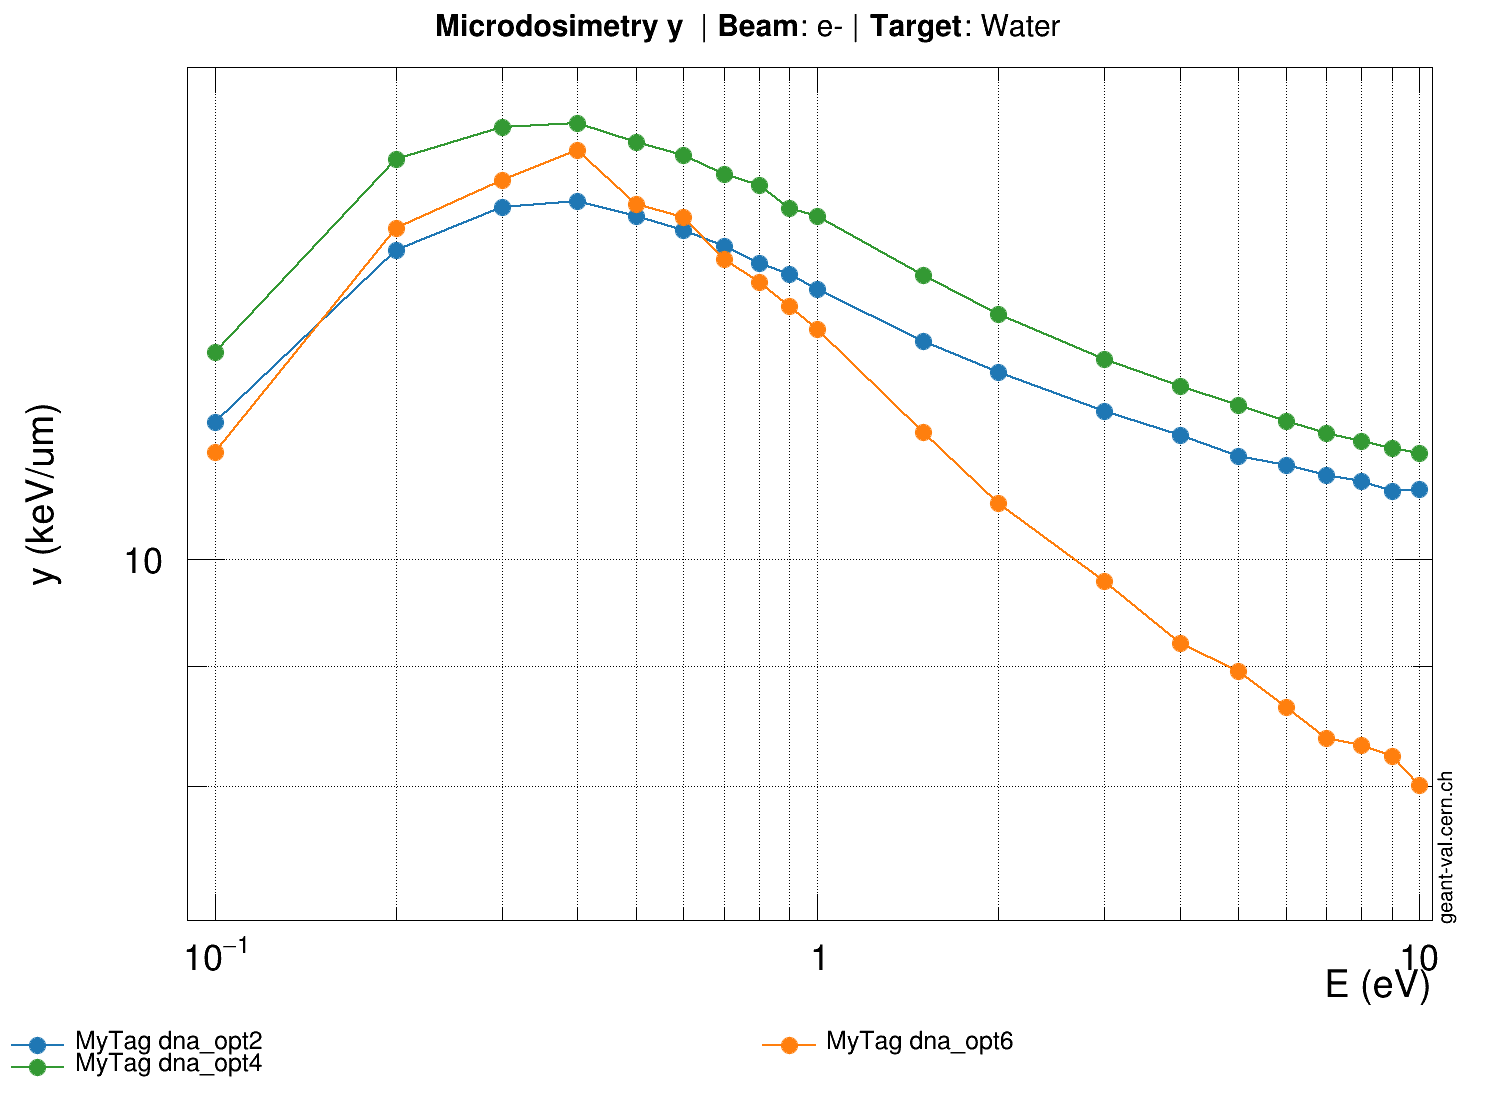 Microdosimetry y | Beam: e- | Target: Water
y (keV/um)
10
10⁻¹
1
10
E (eV)
geant-val.cern.ch
MyTag dna_opt2
MyTag dna_opt6
MyTag dna_opt4